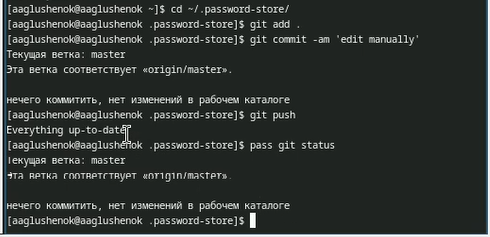 [aaglushenok@aaglushenok ~]$ cd ~/.password-store/
[aaglushenok@aaglushenok .password-store]$ git add .
[aaglushenok@aaglushenok .password-store]$ git commit -am 'edit manually'
Текущая ветка: master
Эта ветка соответствует «origin/master».
нечего коммитить, нет изменений в рабочем каталоге
[aaglushenok@aaglushenok .password-store]$ git push
Everything up-to-date
[aaglushenok@aaglushenok .password-store]$ pass git status
Текущая ветка: master
Эта ветка соответствует «origin/master».
нечего коммитить, нет изменений в рабочем каталоге
[aaglushenok@aaglushenok .password-store]$